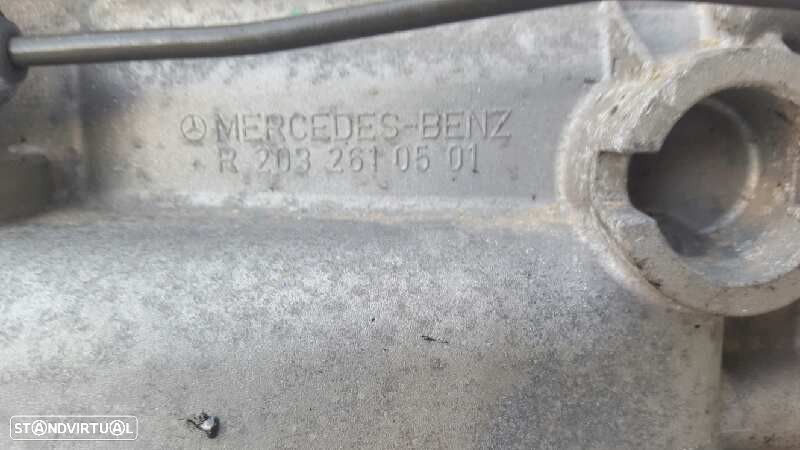 MERCEDES-BENZ
R 203 261 05 01
STANDVIRTUAL